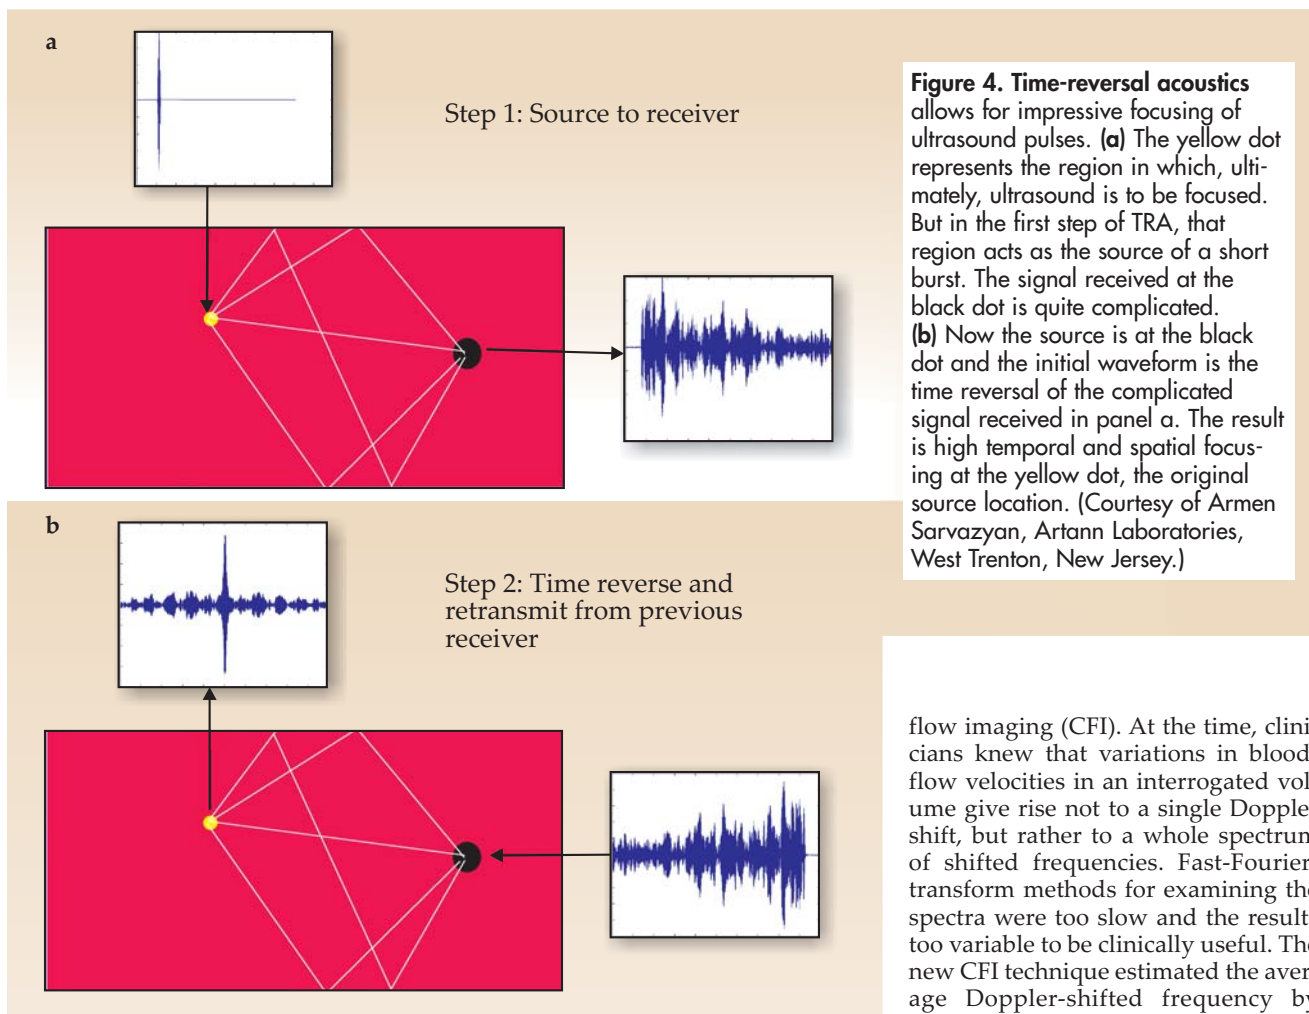 a
Step 1: Source to receiver
b
Step 2: Time reverse and
retransmit from previous
receiver
Figure 4. Time-reversal acoustics
allows for impressive focusing of
ultrasound pulses. (a) The yellow dot
represents the region in which, ulti-
mately, ultrasound is to be focused.
But in the first step of TRA, that
region acts as the source of a short
burst. The signal received at the
black dot is quite complicated.
(b) Now the source is at the black
dot and the initial waveform is the
time reversal of the complicated
signal received in panel a. The result
is high temporal and spatial focus-
ing at the yellow dot, the original
source location. (Courtesy of Armen
Sarvazyan, Artann Laboratories,
West Trenton, New Jersey.)
flow imaging (CFI). At the time, clini
cians knew that variations in blood
flow velocities in an interrogated vol
ume give rise not to a single Dopple
shift, but rather to a whole spectrum
of shifted frequencies. Fast-Fourier
transform methods for examining the
spectra were too slow and the result
too variable to be clinically useful. The
new CFI technique estimated the aver
age Doppler-shifted frequency by